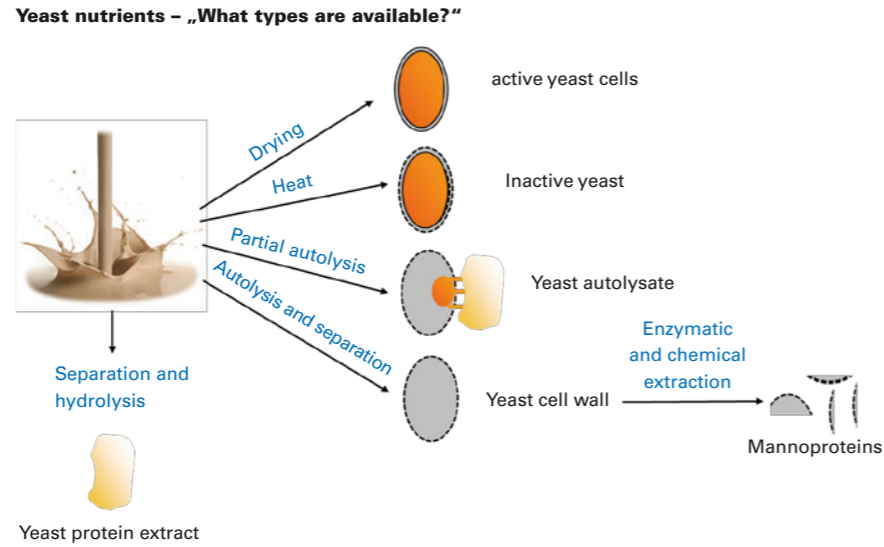 Yeast nutrients – „What types are available?“
active yeast cells
Drying
Heat
Inactive yeast
Partial autolysis
Yeast autolysate
Autolysis and separation
Enzymatic
and chemical
extraction
Separation and
hydrolysis
Yeast cell wall
Mannoproteins
Yeast protein extract